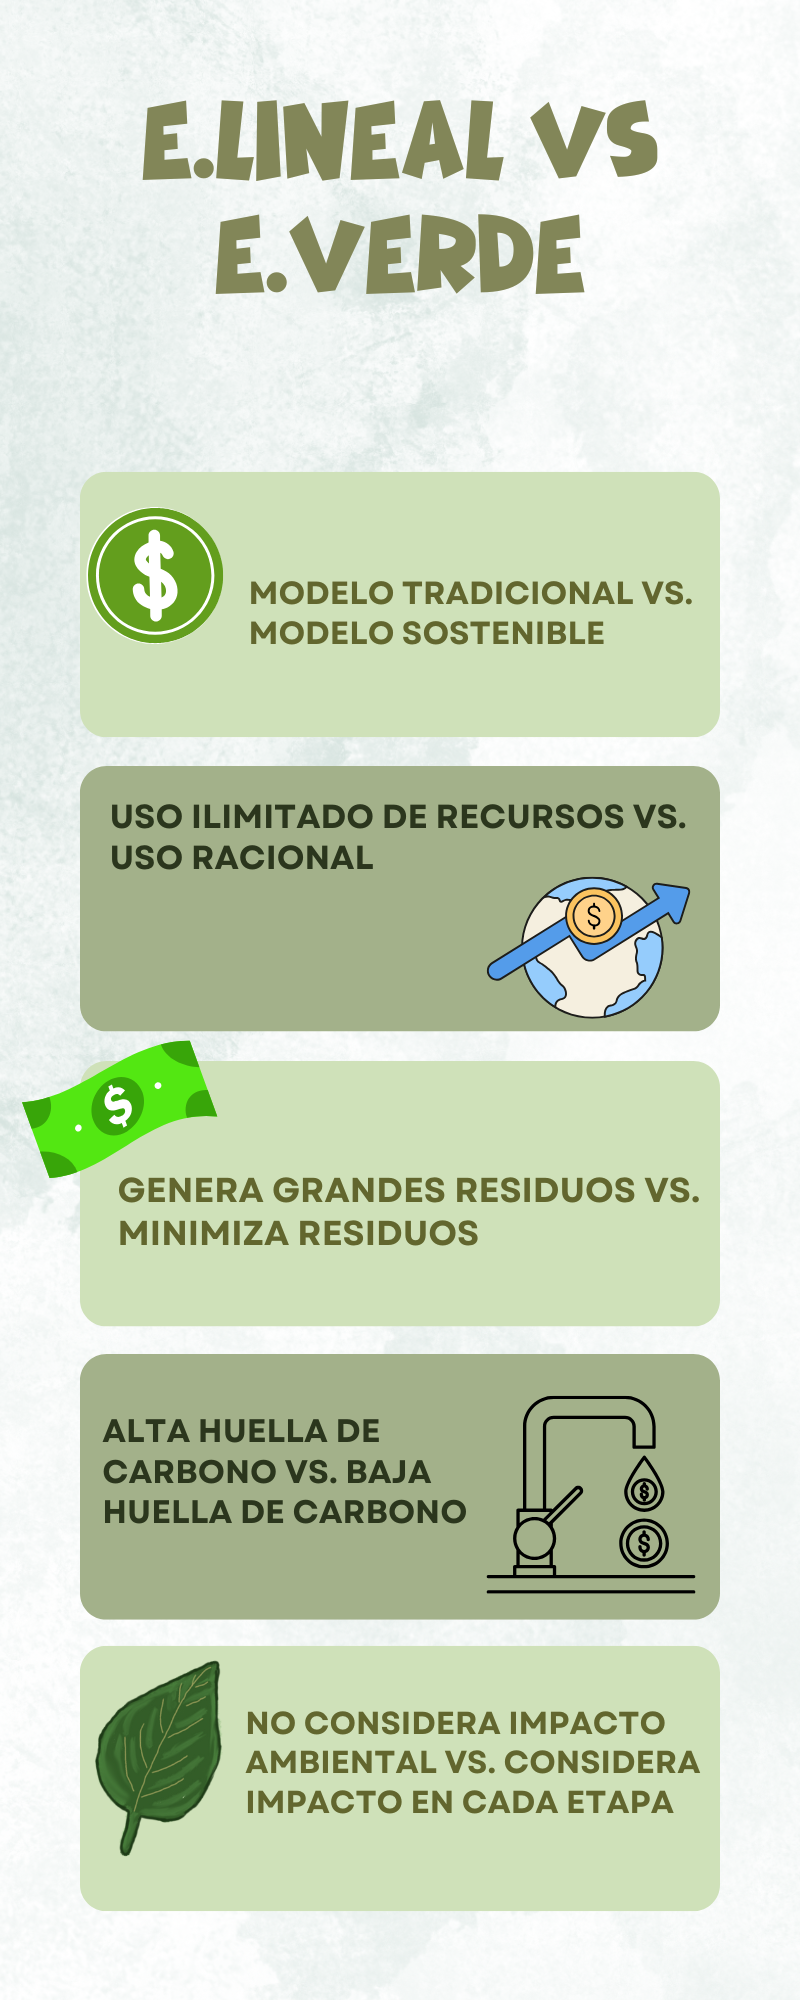 E.LINEAL VS
E.VERDE
$
MODELO TRADICIONAL VS.
MODELO SOSTENIBLE
USO ILIMITADO DE RECURSOS VS.
USO RACIONAL
$
$
GENERA GRANDES RESIDUOS VS.
MINIMIZA RESIDUOS
ALTA HUELLA DE
CARBONO VS. BAJA
HUELLA DE CARBONO
$
$
NO CONSIDERA IMPACTO
AMBIENTAL VS. CONSIDERA
IMPACTO EN CADA ETAPA